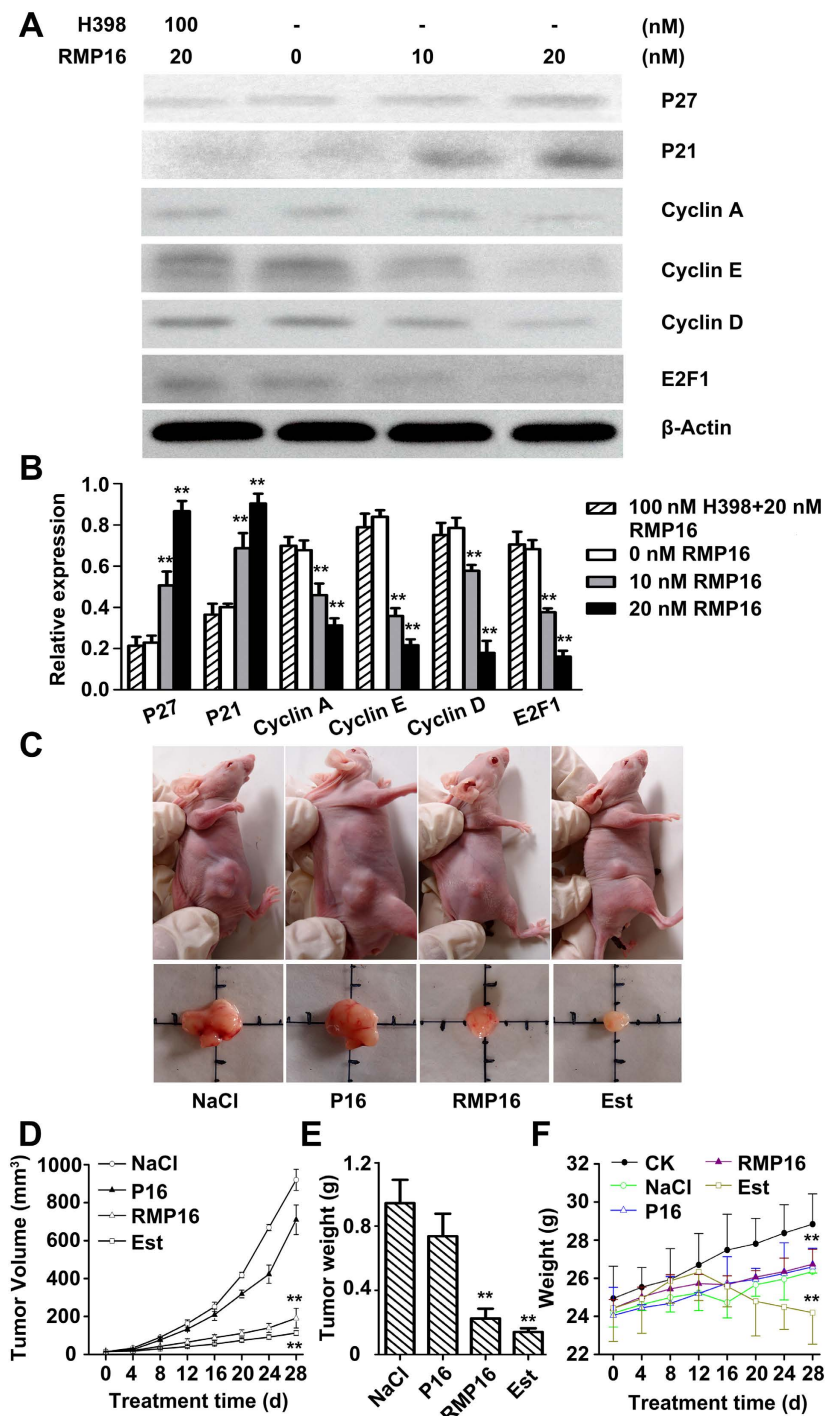 A
H398 100 - - - (nM)
RMP16 20 0 10 20 (nM)
P27
P21
Cyclin A
Cyclin E
Cyclin D
E2F1
β-Actin
B
Relative expression
1.0
0.8
0.6
0.4
0.2
0.0
** ** ** ** ** ** ** ** ** ** ** **
P27 P21 Cyclin A Cyclin E Cyclin D E2F1
100 nM H398+20 nM
RMP16
0 nM RMP16
10 nM RMP16
20 nM RMP16
C
NaCl P16 RMP16 Est
D
Tumor Volume (mm³)
1000
800
600
400
200
0
NaCl
P16
RMP16
Est
**
**
0 4 8 12 16 20 24 28
Treatment time (d)
E
Tumor weight (g)
1.2
0.8
0.4
0
** **
NaCl P16 RMP16 Est
F
Weight (g)
32
30
28
26
24
22
CK
NaCl
P16
RMP16
Est
**
**
0 4 8 12 16 20 24 28
Treatment time (d)